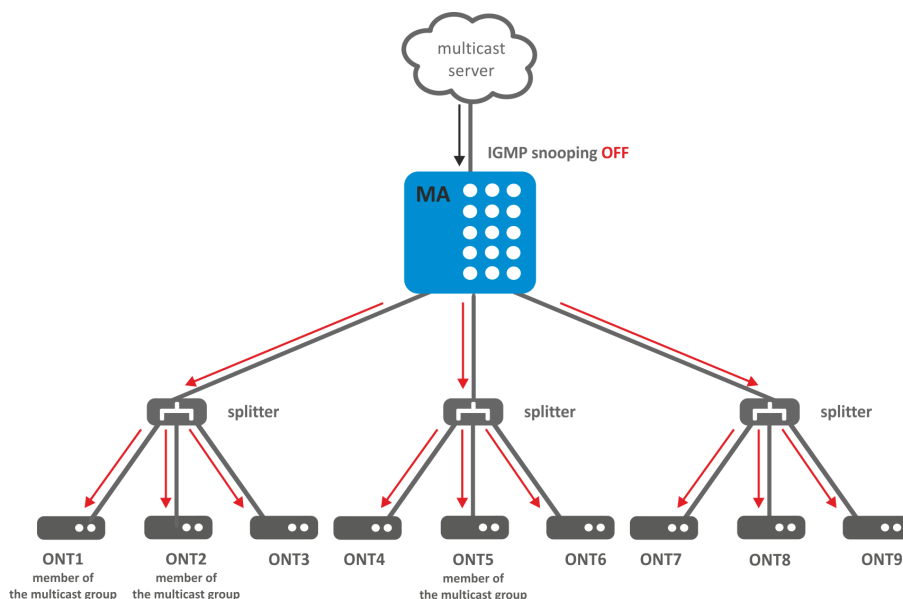 multicast
server
IGMP snooping OFF
MA
splitter
splitter
splitter
ONT1
member of
the multicast group
ONT2
member of
the multicast group
ONT3
ONT4
ONT5
member of
the multicast group
ONT6
ONT7
ONT8
ONT9